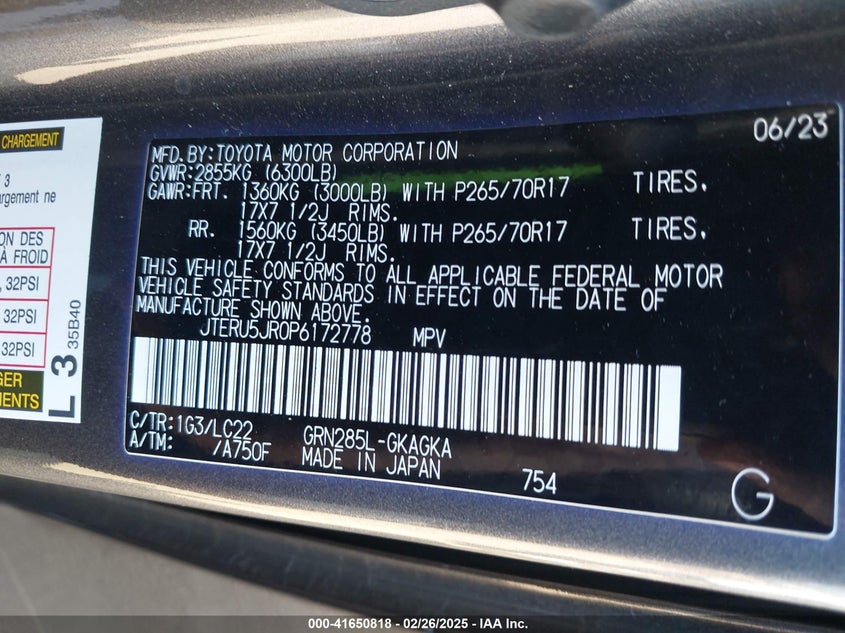 CHARGEMENT
3
argement ne
ON DES
À FROID
, 32PSI
32PSI
32PSI
GER
MENTS
L 3
35B40
06/23
MFD. BY: TOYOTA MOTOR CORPORATION
GVWR: 2855KG (6300LB)
GAWR: FRT. 1360KG (3000LB) WITH P265/70R17 TIRES.
17X7 1/2J RIMS.
RR. 1560KG (3450LB) WITH P265/70R17 TIRES.
17X7 1/2J RIMS.
THIS VEHICLE CONFORMS TO ALL APPLICABLE FEDERAL MOTOR
VEHICLE SAFETY STANDARDS IN EFFECT ON THE DATE OF
MANUFACTURE SHOWN ABOVE.
JTERU5JR0P6172778 MPV
C/TR: 1G3/LC22 GRN285L-GKAGKA
A/TM: /A750F MADE IN JAPAN 754
G
000-41650818 - 02/26/2025 - IAA Inc.